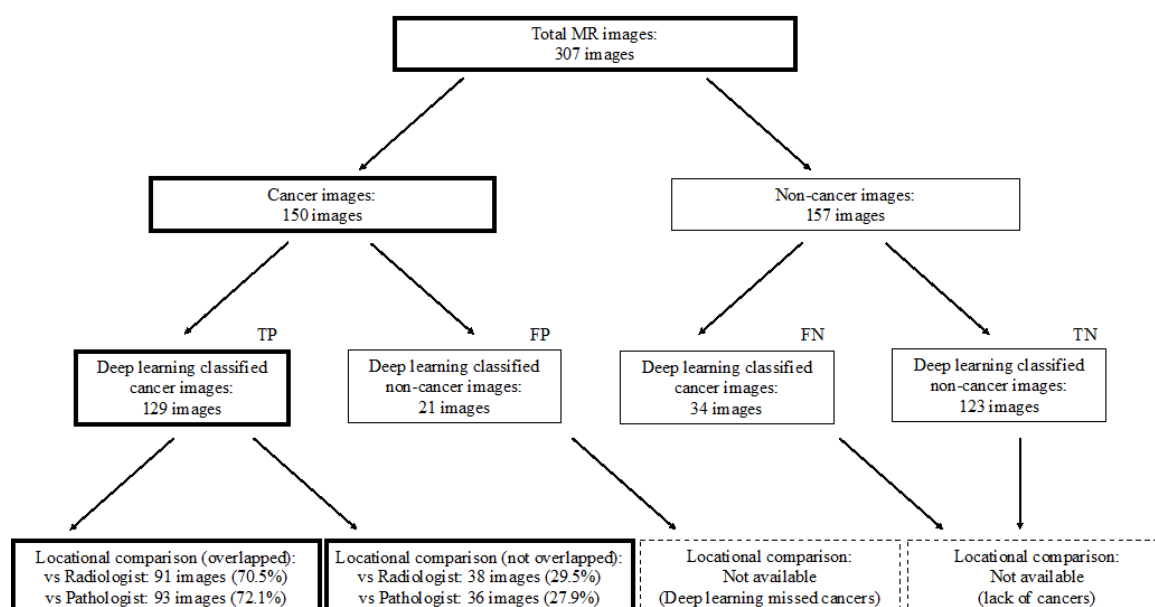 Total MR images:
307 images
Cancer images:
150 images
Non-cancer images:
157 images
TP
Deep learning classified
cancer images:
129 images
FP
Deep learning classified
non-cancer images:
21 images
FN
Deep learning classified
cancer images:
34 images
TN
Deep learning classified
non-cancer images:
123 images
Locational comparison (overlapped):
vs Radiologist: 91 images (70.5%)
vs Pathologist: 93 images (72.1%)
Locational comparison (not overlapped):
vs Radiologist: 38 images (29.5%)
vs Pathologist: 36 images (27.9%)
Locational comparison:
Not available
(Deep learning missed cancers)
Locational comparison:
Not available
(lack of cancers)